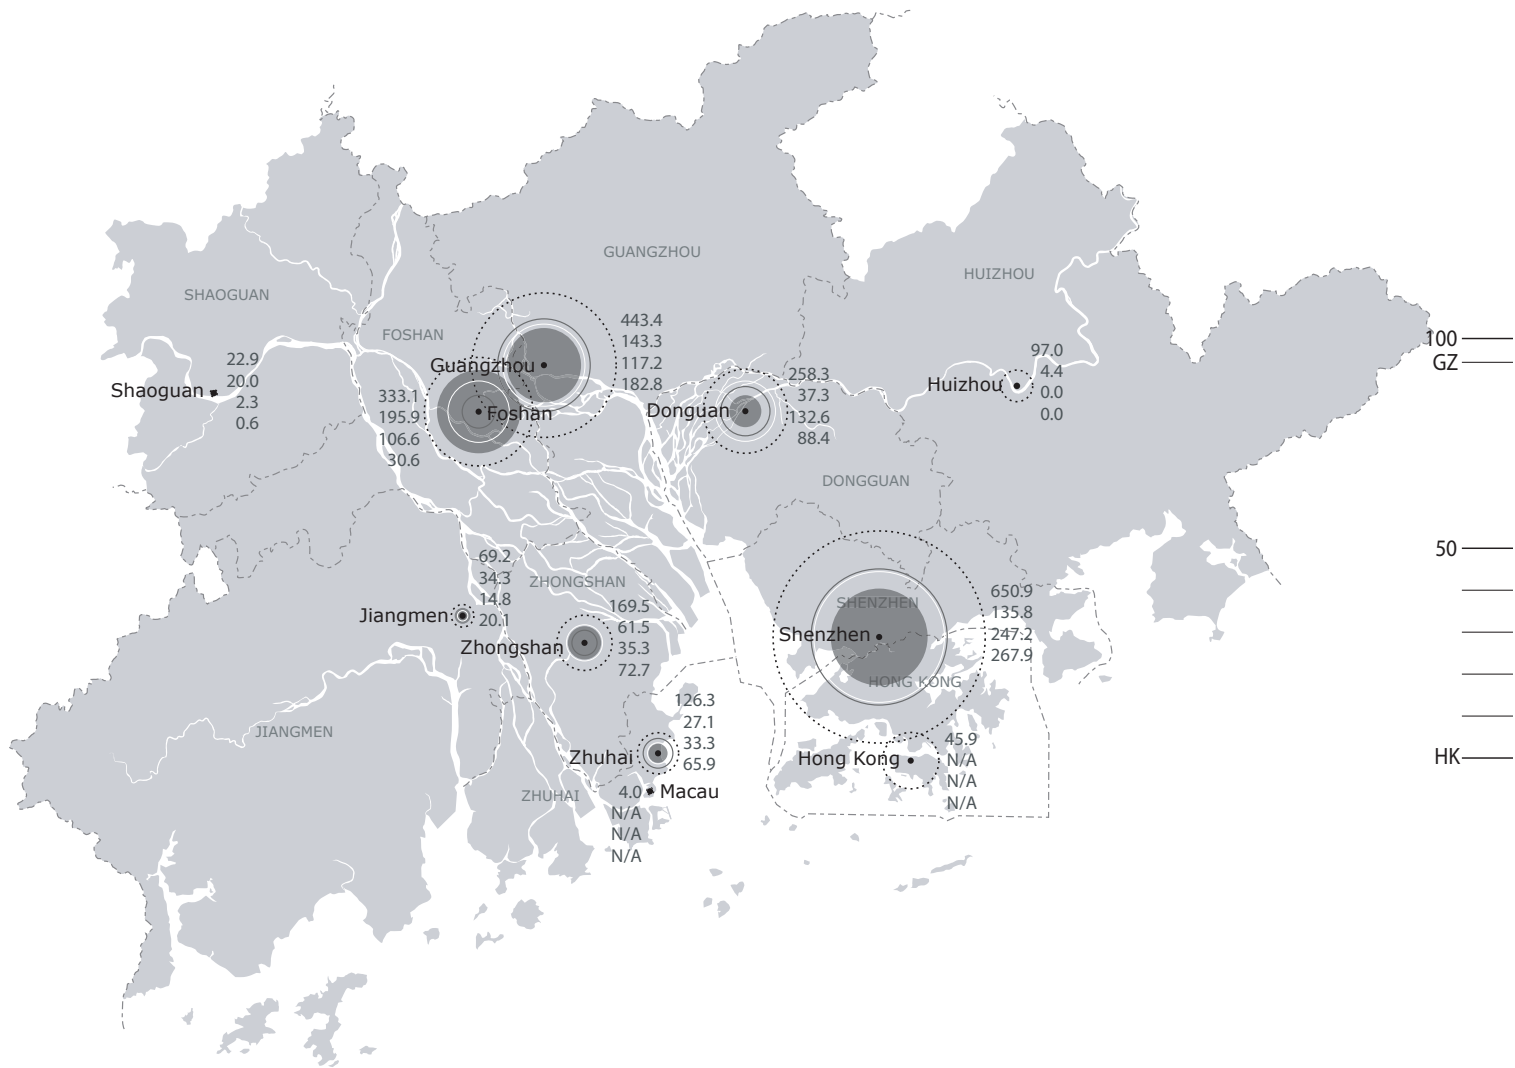 GUANGZHOU
HUIZHOU
SHAOGUAN
FOSHAN
443.4
143.3
117.2
182.8
Guangzhou
100
GZ
22.9
20.0
2.3
0.6
Shaoguan
333.1
195.9
106.6
30.6
Foshan
258.3
37.3
132.6
88.4
Donguan
97.0
4.4
0.0
0.0
Huizhou
DONGGUAN
50
69.2
34.3
14.8
20.1
Jiangmen
ZHONGSHAN
169.5
61.5
35.3
72.7
Zhongshan
SHENZHEN
650.9
135.8
247.2
267.9
Shenzhen
HONG KONG
JIANGMEN
126.3
27.1
33.3
65.9
Zhuhai
45.9
N/A
N/A
N/A
Hong Kong
HK
ZHUHAI
4.0
N/A
N/A
N/A
Macau